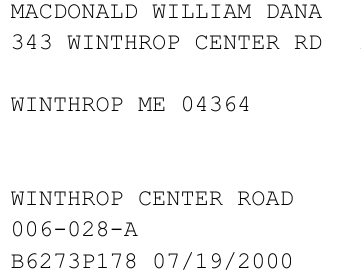 MACDONALD WILLIAM DANA
343 WINTHROP CENTER RD
WINTHROP ME 04364
WINTHROP CENTER ROAD
006-028-A
B6273P178 07/19/2000